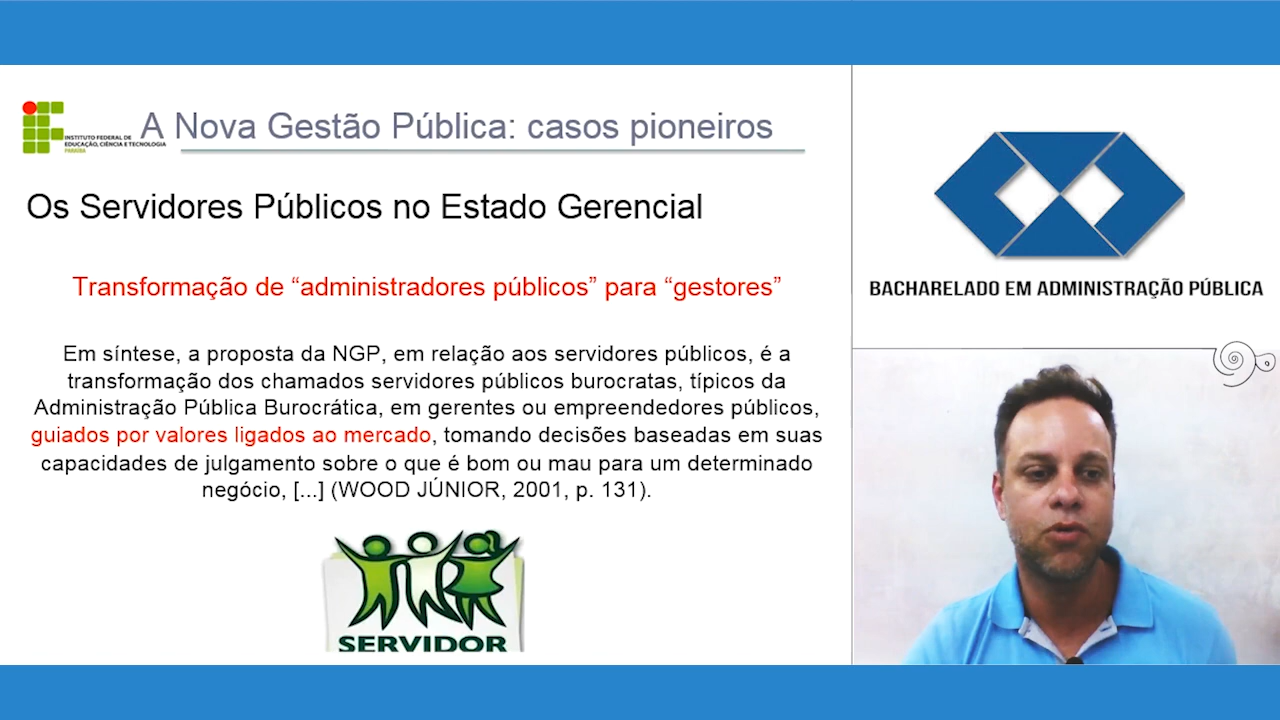 INSTITUTO FEDERAL DE
EDUCAÇÃO, CIÊNCIA E TECNOLOGIA
PARAÍBA
A Nova Gestão Pública: casos pioneiros
Os Servidores Públicos no Estado Gerencial
Transformação de “administradores públicos” para “gestores”
Em síntese, a proposta da NGP, em relação aos servidores públicos, é a
transformação dos chamados servidores públicos burocratas, típicos da
Administração Pública Burocrática, em gerentes ou empreendedores públicos,
guiados por valores ligados ao mercado, tomando decisões baseadas em suas
capacidades de julgamento sobre o que é bom ou mau para um determinado
negócio, [...] (WOOD JÚNIOR, 2001, p. 131).
SERVIDOR
BACHARELADO EM ADMINISTRAÇÃO PÚBLICA